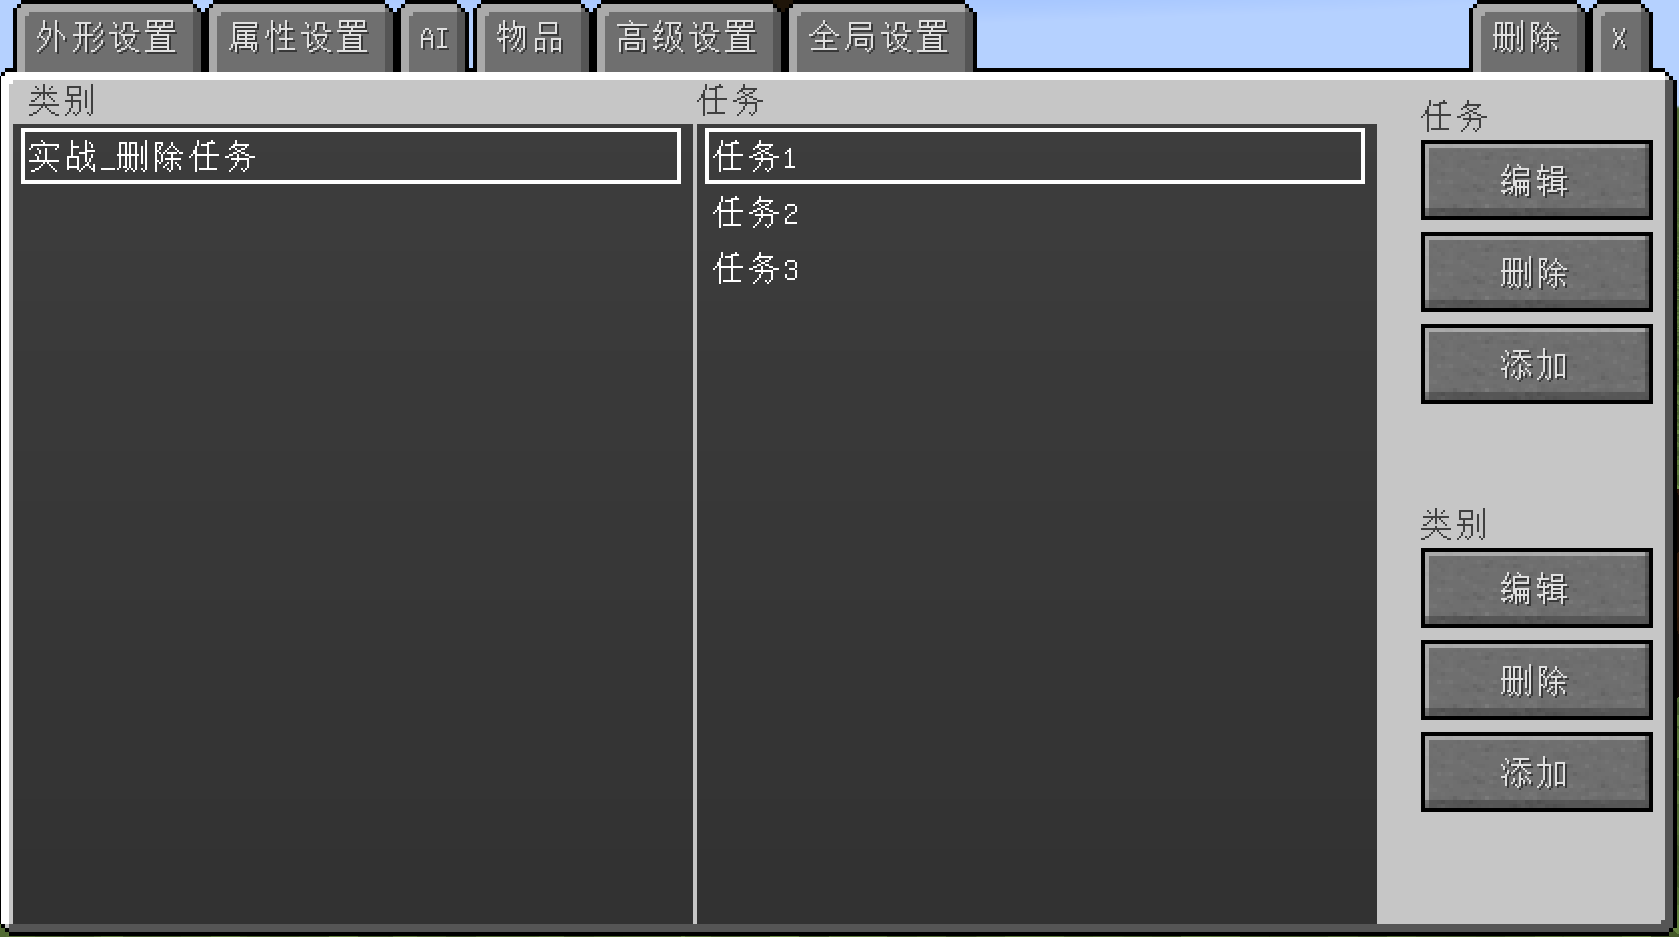 外形设置 属性设置 AI 物品 高级设置 全局设置 删除 X
类别 任务
实战_删除任务
任务1
任务2
任务3
任务
编辑
删除
添加
类别
编辑
删除
添加